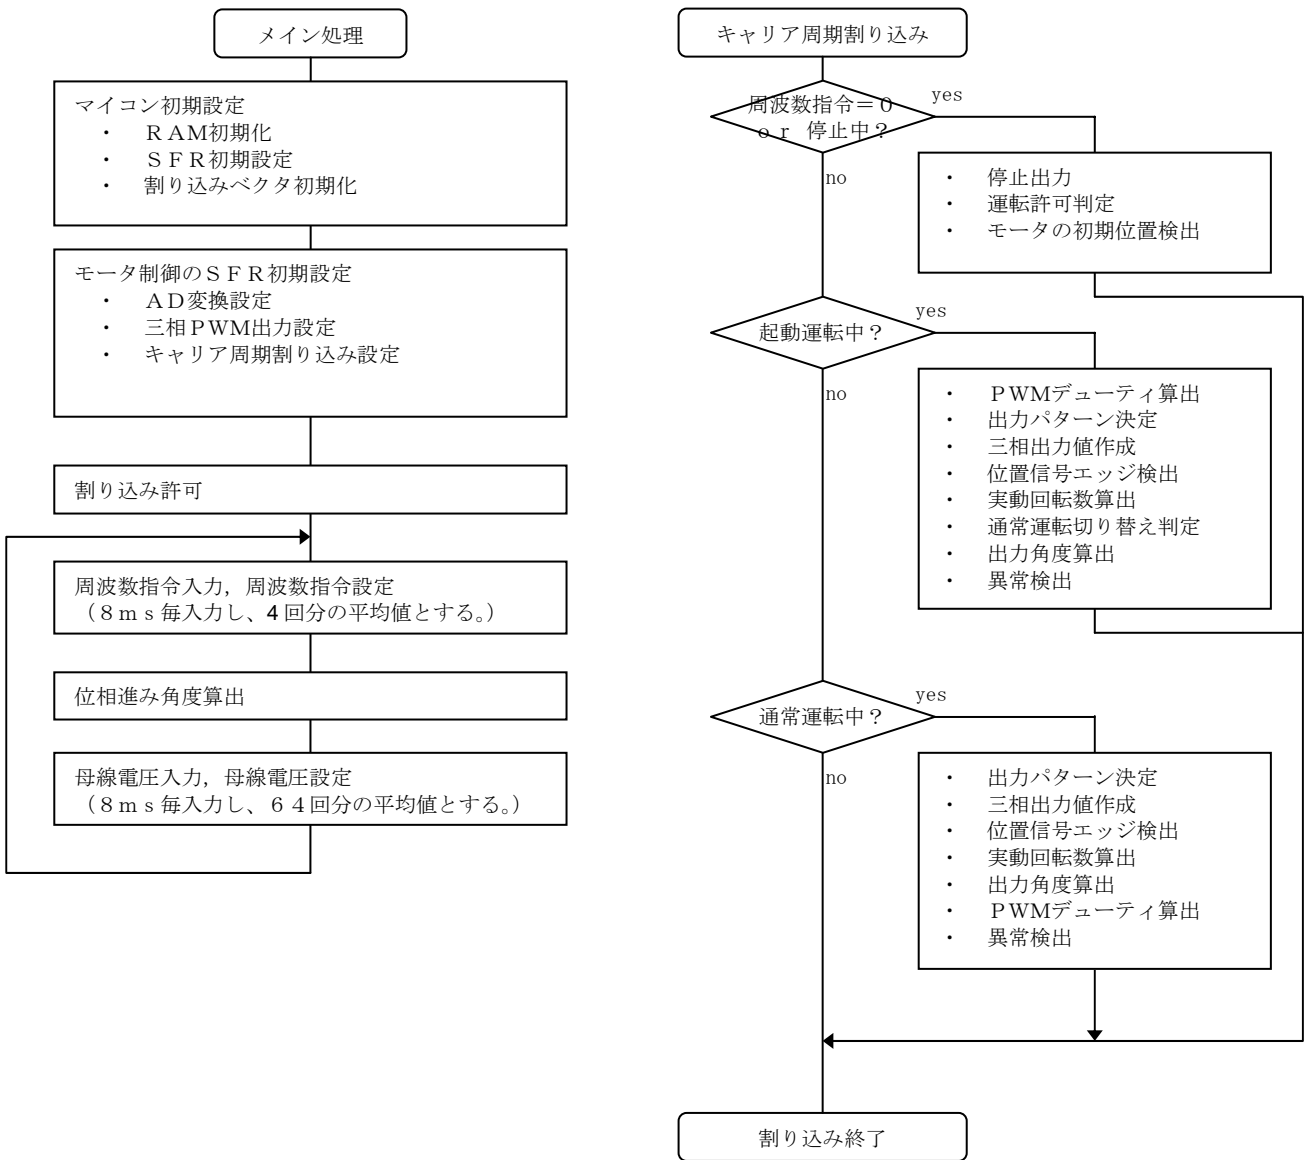 メイン処理
マイコン初期設定
・ ＲＡＭ初期化
・ ＳＦＲ初期設定
・ 割り込みベクタ初期化
モータ制御のＳＦＲ初期設定
・ ＡＤ変換設定
・ 三相ＰＷＭ出力設定
・ キャリア周期割り込み設定
割り込み許可
周波数指令入力，周波数指令設定
（８ｍｓ毎入力し、4回分の平均値とする。）
位相進み角度算出
母線電圧入力，母線電圧設定
（８ｍｓ毎入力し、６４回分の平均値とする。）
キャリア周期割り込み
周波数指令＝０
ｏｒ 停止中？
yes
no
・ 停止出力
・ 運転許可判定
・ モータの初期位置検出
起動運転中？
yes
no
・ ＰＷＭデューティ算出
・ 出力パターン決定
・ 三相出力値作成
・ 位置信号エッジ検出
・ 実動回転数算出
・ 通常運転切り替え判定
・ 出力角度算出
・ 異常検出
通常運転中？
yes
no
・ 出力パターン決定
・ 三相出力値作成
・ 位置信号エッジ検出
・ 実動回転数算出
・ 出力角度算出
・ ＰＷＭデューティ算出
・ 異常検出
割り込み終了